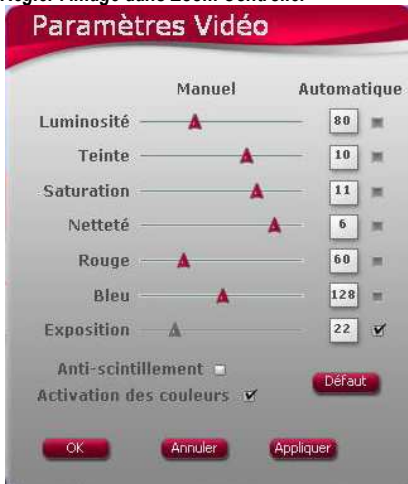 Paramètres Vidéo
Manuel Automatique
Luminosité 80
Teinte 10
Saturation 11
Netteté 6
Rouge 60
Bleu 128
Exposition 22
Anti-scintillement
Activation des couleurs
Défaut
OK Annuler Appliquer